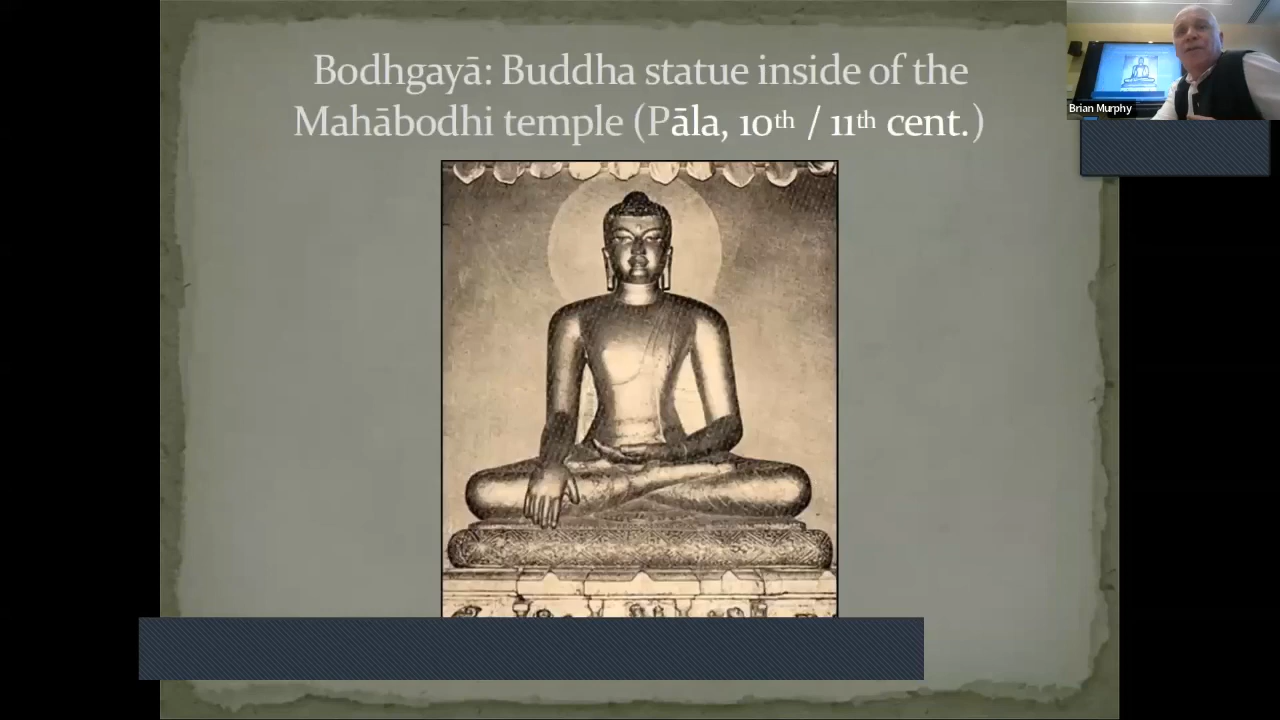 Bodhgayā: Buddha statue inside of the
Mahābodhi temple (Pāla, 10th / 11th cent.)
Brian Murphy